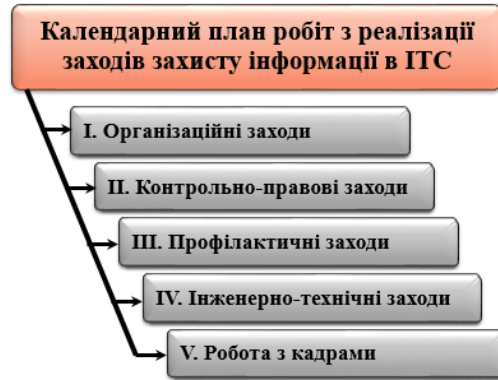 Календарний план робіт з реалізації
заходів захисту інформації в ІТС
I. Організаційні заходи
II. Контрольно-правові заходи
III. Профілактичні заходи
IV. Інженерно-технічні заходи
V. Робота з кадрами